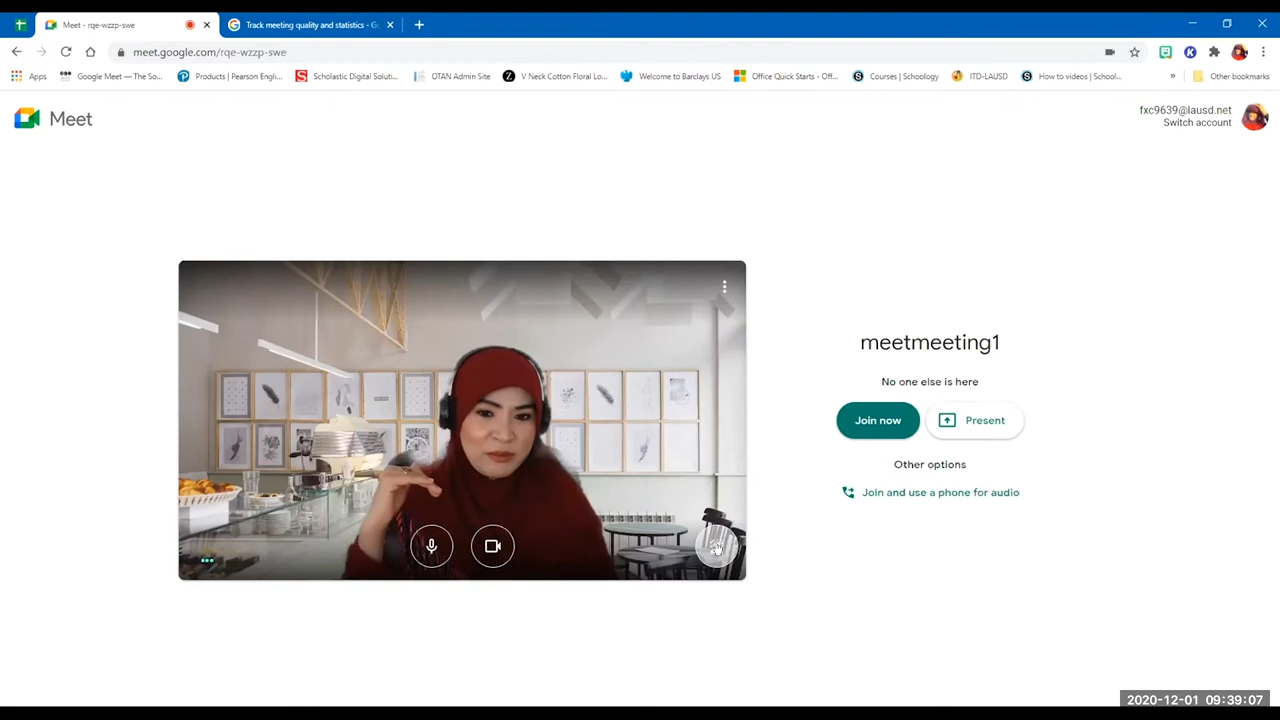 Meet - rqe-wzzp-swe
Track meeting quality and statistics - G
meet.google.com/rqe-wzzp-swe
Apps
Google Meet — The So...
Products | Pearson Engli...
Scholastic Digital Soluti...
OTAN Admin Site
V Neck Cotton Floral Lo...
Welcome to Barclays US
Office Quick Starts - Off...
Courses | Schoology
ITD-LAUSD
How to videos | School...
»
Other bookmarks
Meet
fxc9639@lausd.net
Switch account
meetmeeting1
No one else is here
Join now
Present
Other options
Join and use a phone for audio
2020-12-01 09:39:07